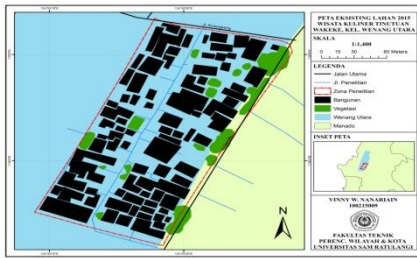 PETA EKSISTING LAHAN 2015
WISATA KULINER TINUTUAN
WAKEKE, KEL. WENANG UTARA
SKALA
1:1,400
0 15 30 60 Meters
LEGENDA
Jalan Utama
Jl. Penelitian
Zona Penelitian
Bangunan
Vegetasi
Wenang Utara
Manado
INSET PETA
N
VINNY W. NANARIAIN
100215009
FAKULTAS TEKNIK
PERENC. WILAYAH & KOTA
UNIVERSITAS SAM RATULANGI